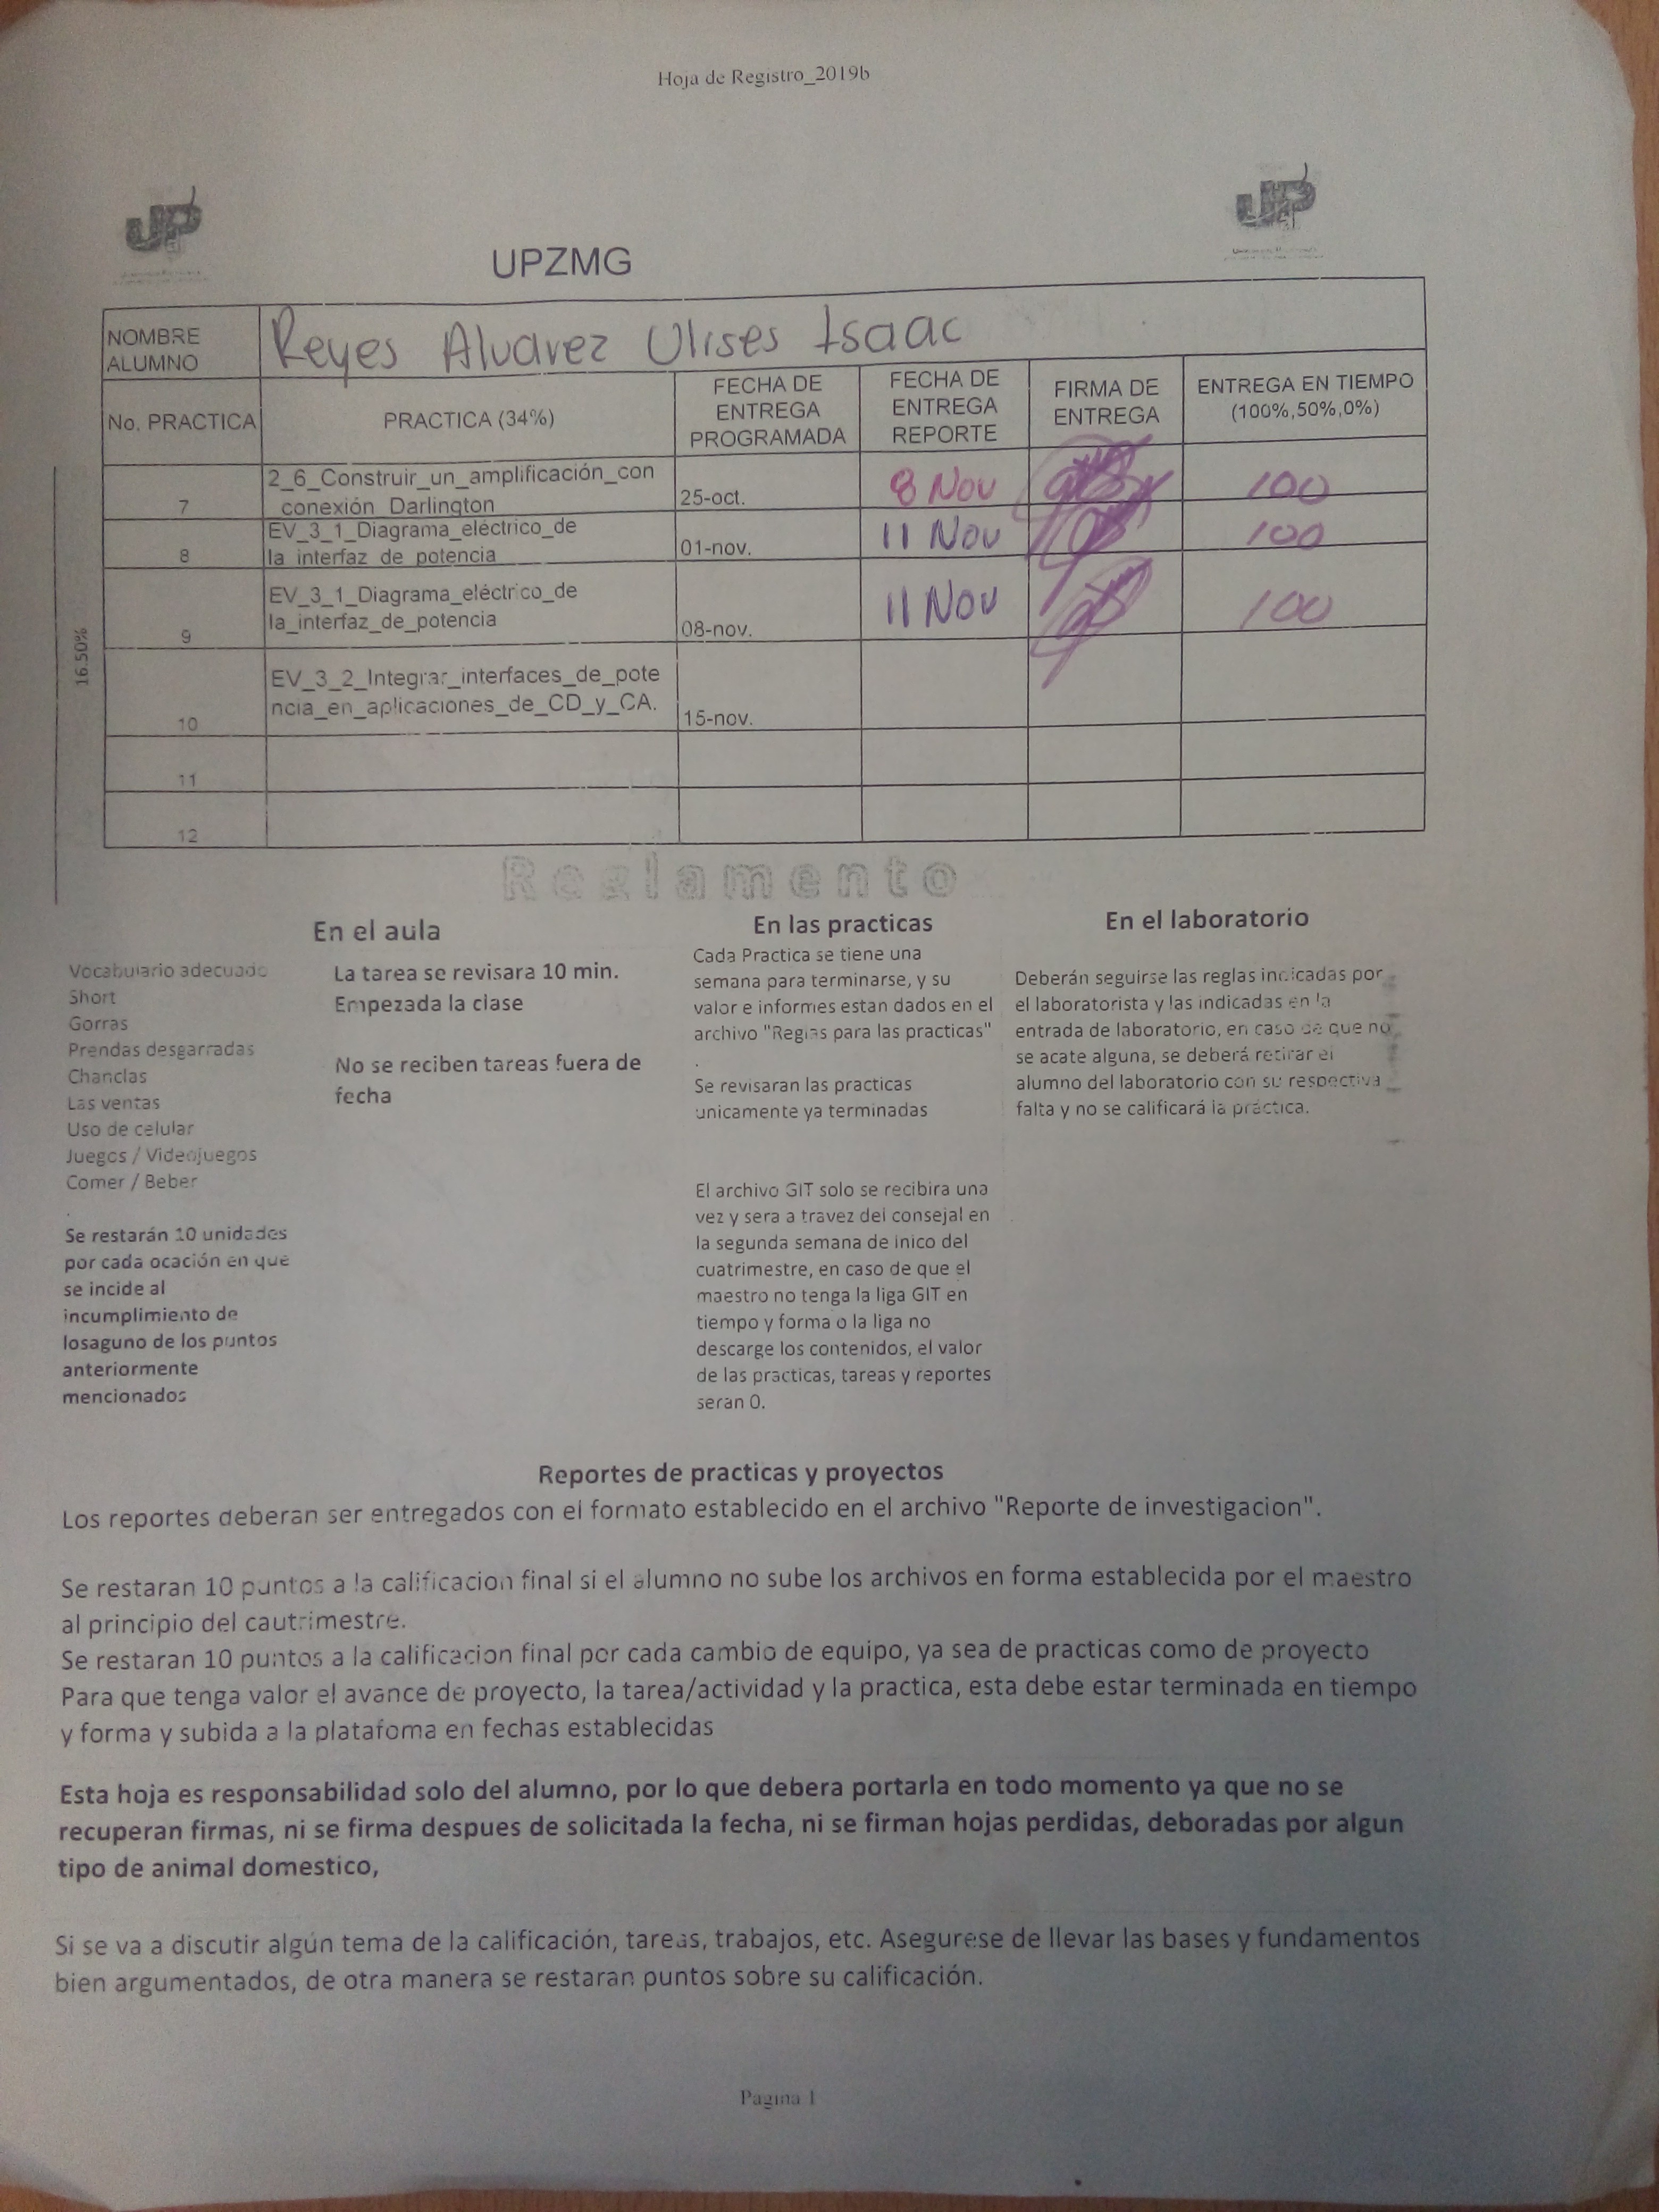 Hoja de Registro_2019b
UP
UP
UPZMG
NOMBRE
ALUMNO
Reyes Alvarez Ulises Isaac
No. PRACTICA
PRACTICA (34%)
FECHA DE
ENTREGA
PROGRAMADA
FECHA DE
ENTREGA
REPORTE
FIRMA DE
ENTREGA
ENTREGA EN TIEMPO
(100%,50%,0%)
16.50%
7
2_6_Construir_un_amplificación_con
_conexión_Darlington
25-oct.
8 Nov
100
8
EV_3_1_Diagrama_eléctrico_de
la_interfaz_de_potencia
01-nov.
11 Nov
100
9
EV_3_1_Diagrama_eléctrico_de
la_interfaz_de_potencia
08-nov.
11 Nov
100
10
EV_3_2_Integrar_interfaces_de_pote
ncia_en_aplicaciones_de_CD_y_CA.
15-nov.
11
12
Reglamento
En el aula
Vocabulario adecuado
Short
Gorras
Prendas desgarradas
Chanclas
Las ventas
Uso de celular
Juegos / Videojuegos
Comer / Beber
.
Se restarán 10 unidades
por cada ocación en que
se incide al
incumplimiento de
losaguno de los puntos
anteriormente
mencionados
La tarea se revisara 10 min.
Empezada la clase
No se reciben tareas fuera de
fecha
En las practicas
Cada Practica se tiene una
semana para terminarse, y su
valor e informes estan dados en el
archivo "Reglas para las practicas"
.
Se revisaran las practicas
unicamente ya terminadas
El archivo GIT solo se recibira una
vez y sera a travez del consejal en
la segunda semana de inico del
cuatrimestre, en caso de que el
maestro no tenga la liga GIT en
tiempo y forma o la liga no
descarge los contenidos, el valor
de las practicas, tareas y reportes
seran 0.
En el laboratorio
Deberán seguirse las reglas indicadas por
el laboratorista y las indicadas en la
entrada de laboratorio, en caso de que no
se acate alguna, se deberá retirar el
alumno del laboratorio con su respectiva
falta y no se calificará la práctica.
Reportes de practicas y proyectos
Los reportes deberan ser entregados con el formato establecido en el archivo "Reporte de investigacion".
Se restaran 10 puntos a la calificacion final si el alumno no sube los archivos en forma establecida por el maestro
al principio del cautrimestre.
Se restaran 10 puntos a la calificacion final por cada cambio de equipo, ya sea de practicas como de proyecto
Para que tenga valor el avance de proyecto, la tarea/actividad y la practica, esta debe estar terminada en tiempo
y forma y subida a la platafoma en fechas establecidas
Esta hoja es responsabilidad solo del alumno, por lo que debera portarla en todo momento ya que no se
recuperan firmas, ni se firma despues de solicitada la fecha, ni se firman hojas perdidas, deboradas por algun
tipo de animal domestico,
Si se va a discutir algún tema de la calificación, tareas, trabajos, etc. Asegurese de llevar las bases y fundamentos
bien argumentados, de otra manera se restaran puntos sobre su calificación.
Pagina 1